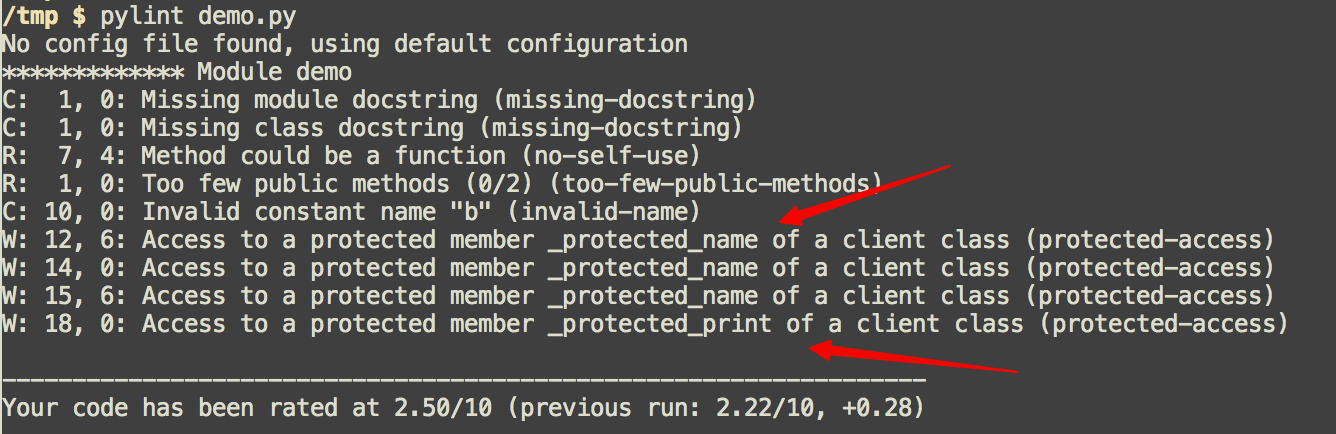 /tmp $ pylint demo.py
No config file found, using default configuration
************* Module demo
C:  1, 0: Missing module docstring (missing-docstring)
C:  1, 0: Missing class docstring (missing-docstring)
R:  7, 4: Method could be a function (no-self-use)
R:  1, 0: Too few public methods (0/2) (too-few-public-methods)
C: 10, 0: Invalid constant name "b" (invalid-name)
W: 12, 6: Access to a protected member _protected_name of a client class (protected-access)
W: 14, 0: Access to a protected member _protected_name of a client class (protected-access)
W: 15, 6: Access to a protected member _protected_name of a client class (protected-access)
W: 18, 0: Access to a protected member _protected_print of a client class (protected-access)
------------------------------------------------------------------
Your code has been rated at 2.50/10 (previous run: 2.22/10, +0.28)